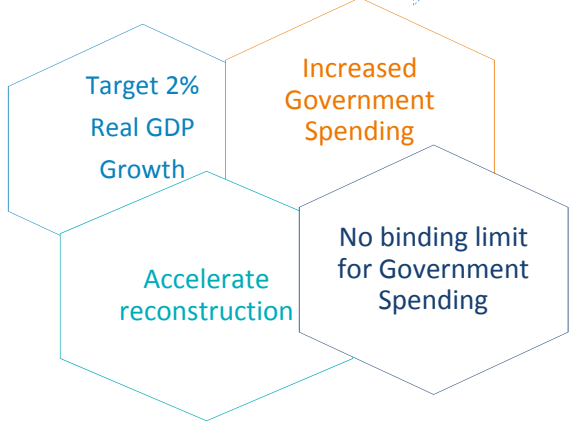 Target 2%
Real GDP
Growth
Increased
Government
Spending
Accelerate
reconstruction
No binding limit
for Government
Spending